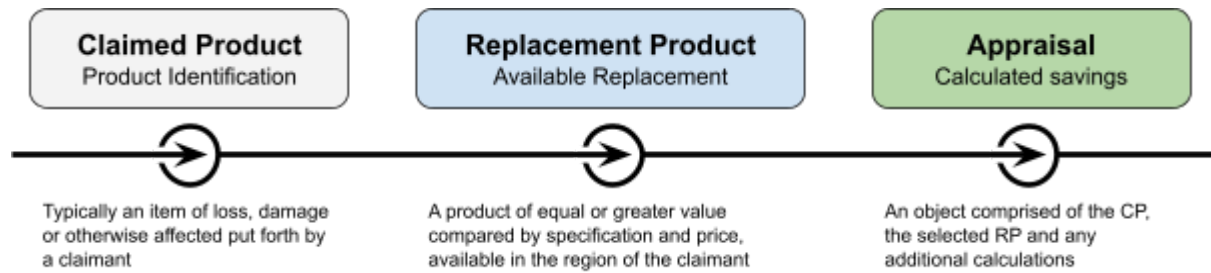 Claimed Product
Product Identification
Typically an item of loss, damage
or otherwise affected put forth by
a claimant
Replacement Product
Available Replacement
A product of equal or greater value
compared by specification and price,
available in the region of the claimant
Appraisal
Calculated savings
An object comprised of the CP,
the selected RP and any
additional calculations